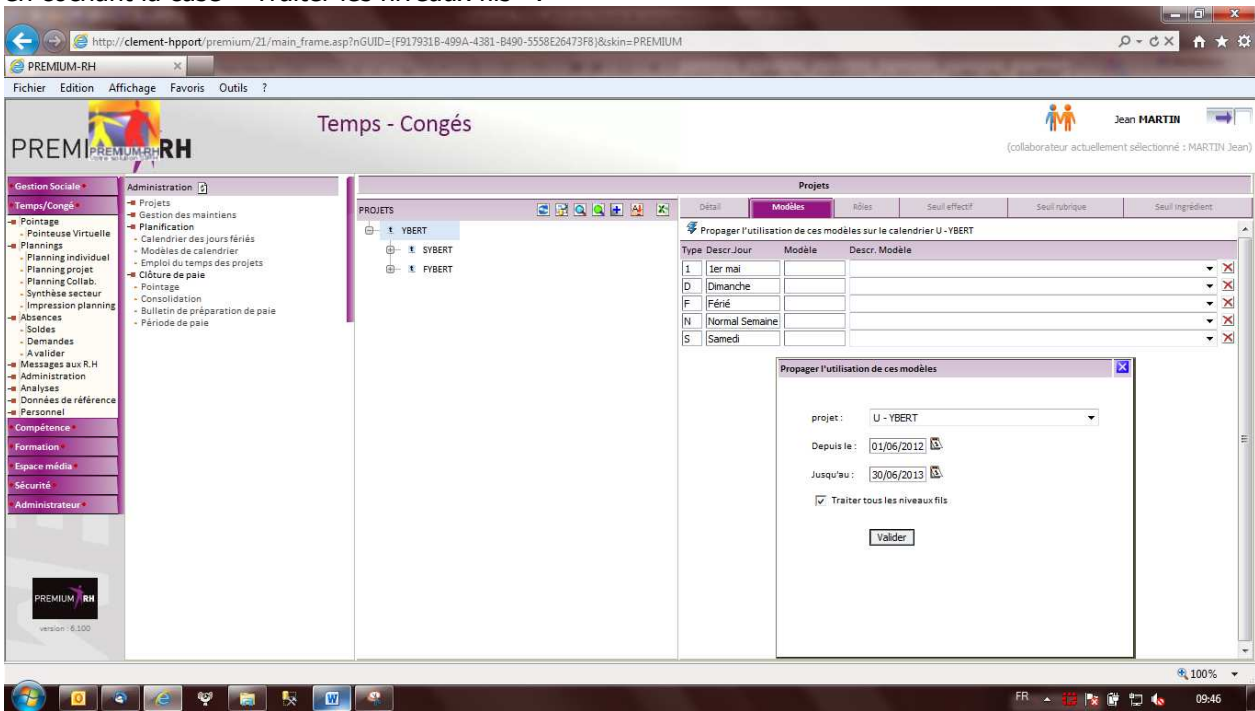 http://clement-hpport/premium/21/main_frame.asp?nGUID={F917931B-499A-4381-B490-5558E26473F8}&skin=PREMIUM
PREMIUM-RH
Fichier Edition Affichage Favoris Outils ?
Temps - Congés
Jean MARTIN
(collaborateur actuellement sélectionné : MARTIN Jean)
Gestion Sociale
Temps/Congé
Pointage
Pointeuse Virtuelle
Plannings
Planning individuel
Planning projet
Planning Collab.
Synthèse secteur
Impression planning
Absences
Soldes
Demandes
A valider
Messages aux R.H
Administration
Analyses
Données de référence
Personnel
Compétence
Formation
Espace média
Sécurité
Administrateur
PREMIUM RH
version : 6.100
Administration
Projets
Gestion des maintiens
Planification
Calendrier des jours fériés
Modèles de calendrier
Emploi du temps des projets
Clôture de paie
Pointage
Consolidation
Bulletin de préparation de paie
Période de paie
Projets
PROJETS
YBERT
SYBERT
FYBERT
Détail Modèles Rôles Seuil effectif Seuil rubrique Seuil ingrédient
Propager l'utilisation de ces modèles sur le calendrier U - YBERT
Type Descr.Jour Modèle Descr. Modèle
1 1er mai
D Dimanche
F Férié
N Normal Semaine
S Samedi
Propager l'utilisation de ces modèles
projet : U - YBERT
Depuis le : 01/06/2012
Jusqu'au : 30/06/2013
Traiter tous les niveaux fils
Valider
100%
FR 09:46